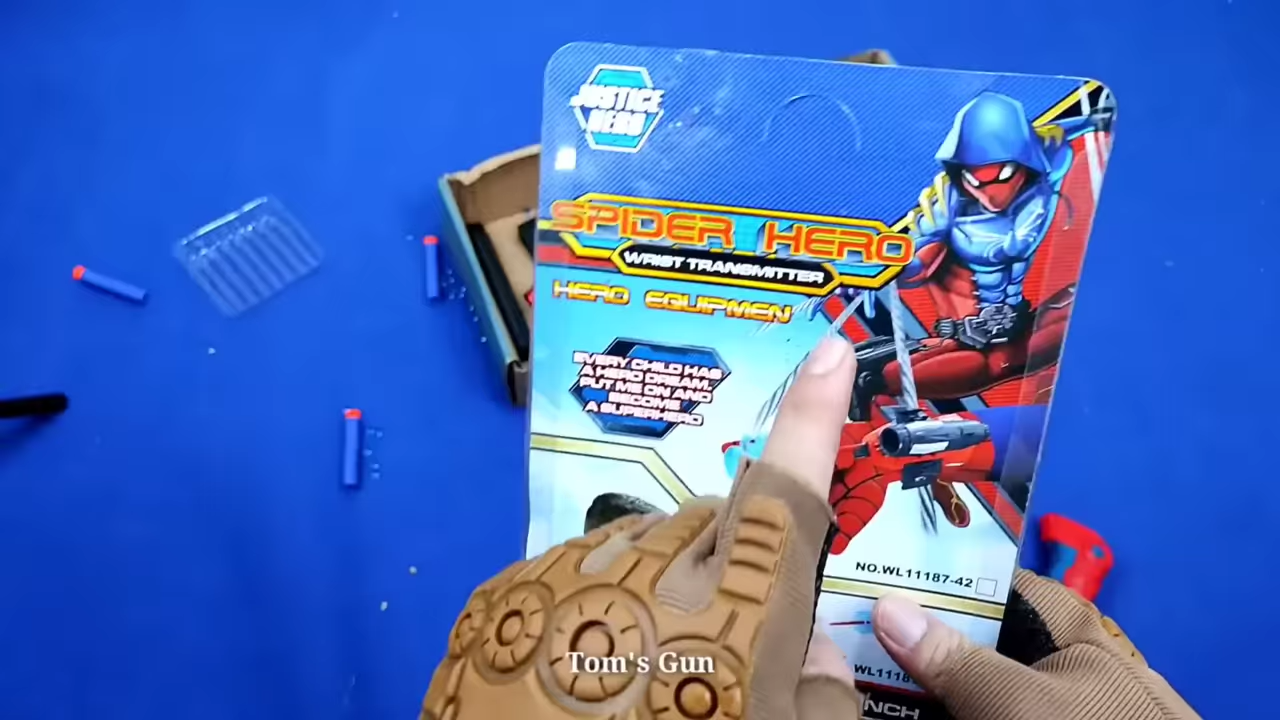 JUSTICE
HERO
SPIDER HERO
WRIST TRANSMITTER
HERO EQUIPMEN
EVERY CHILD HAS
A HERO DREAM.
PUT ME ON AND
BECOME
A SUPERHERO
NO.WL11187-42
Tom's Gun